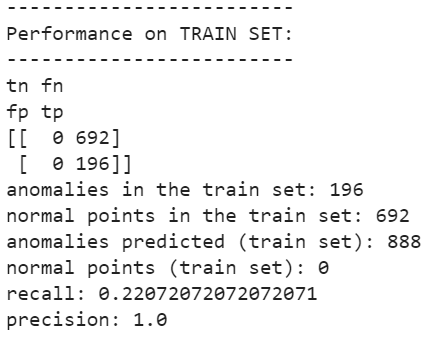 -------------------------
Performance on TRAIN SET:
-------------------------
tn fn
fp tp
[[  0 692]
 [  0 196]]
anomalies in the train set: 196
normal points in the train set: 692
anomalies predicted (train set): 888
normal points (train set): 0
recall: 0.22072072072072071
precision: 1.0